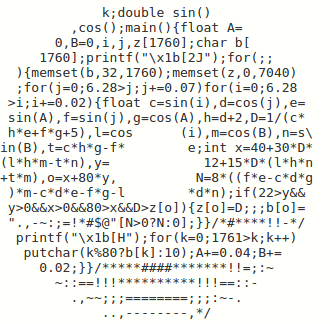 k;double sin()
,cos();main(){float A=
0,B=0,i,j,z[1760];char b[
1760];printf("\x1b[2J");for(;;
){memset(b,32,1760);memset(z,0,7040)
;for(j=0;6.28>j;j+=0.07)for(i=0;6.28
>i;i+=0.02){float c=sin(i),d=cos(j),e=
sin(A),f=sin(j),g=cos(A),h=d+2,D=1/(c*
h*e+f*g+5),l=cos (i),m=cos(B),n=s\
in(B),t=c*h*g-f* e;int x=40+30*D*
(l*h*m-t*n),y= 12+15*D*(l*h*n
+t*m),o=x+80*y, N=8*((f*e-c*d*g
)*m-c*d*e-f*g-l *d*n);if(22>y&&
y>0&&x>0&&80>x&&D>z[o]){z[o]=D;;;b[o]=
".,-~:;=!*#$@"[N>0?N:0];}}/*#****!!-*/
printf("\x1b[H");for(k=0;1761>k;k++)
putchar(k%80?b[k]:10);A+=0.04;B+=
0.02;}}/*****####*******!!=;:~
~::==!!!**********!!!==::-
.,~~;;;========;;;:~-.
..,--------,*/